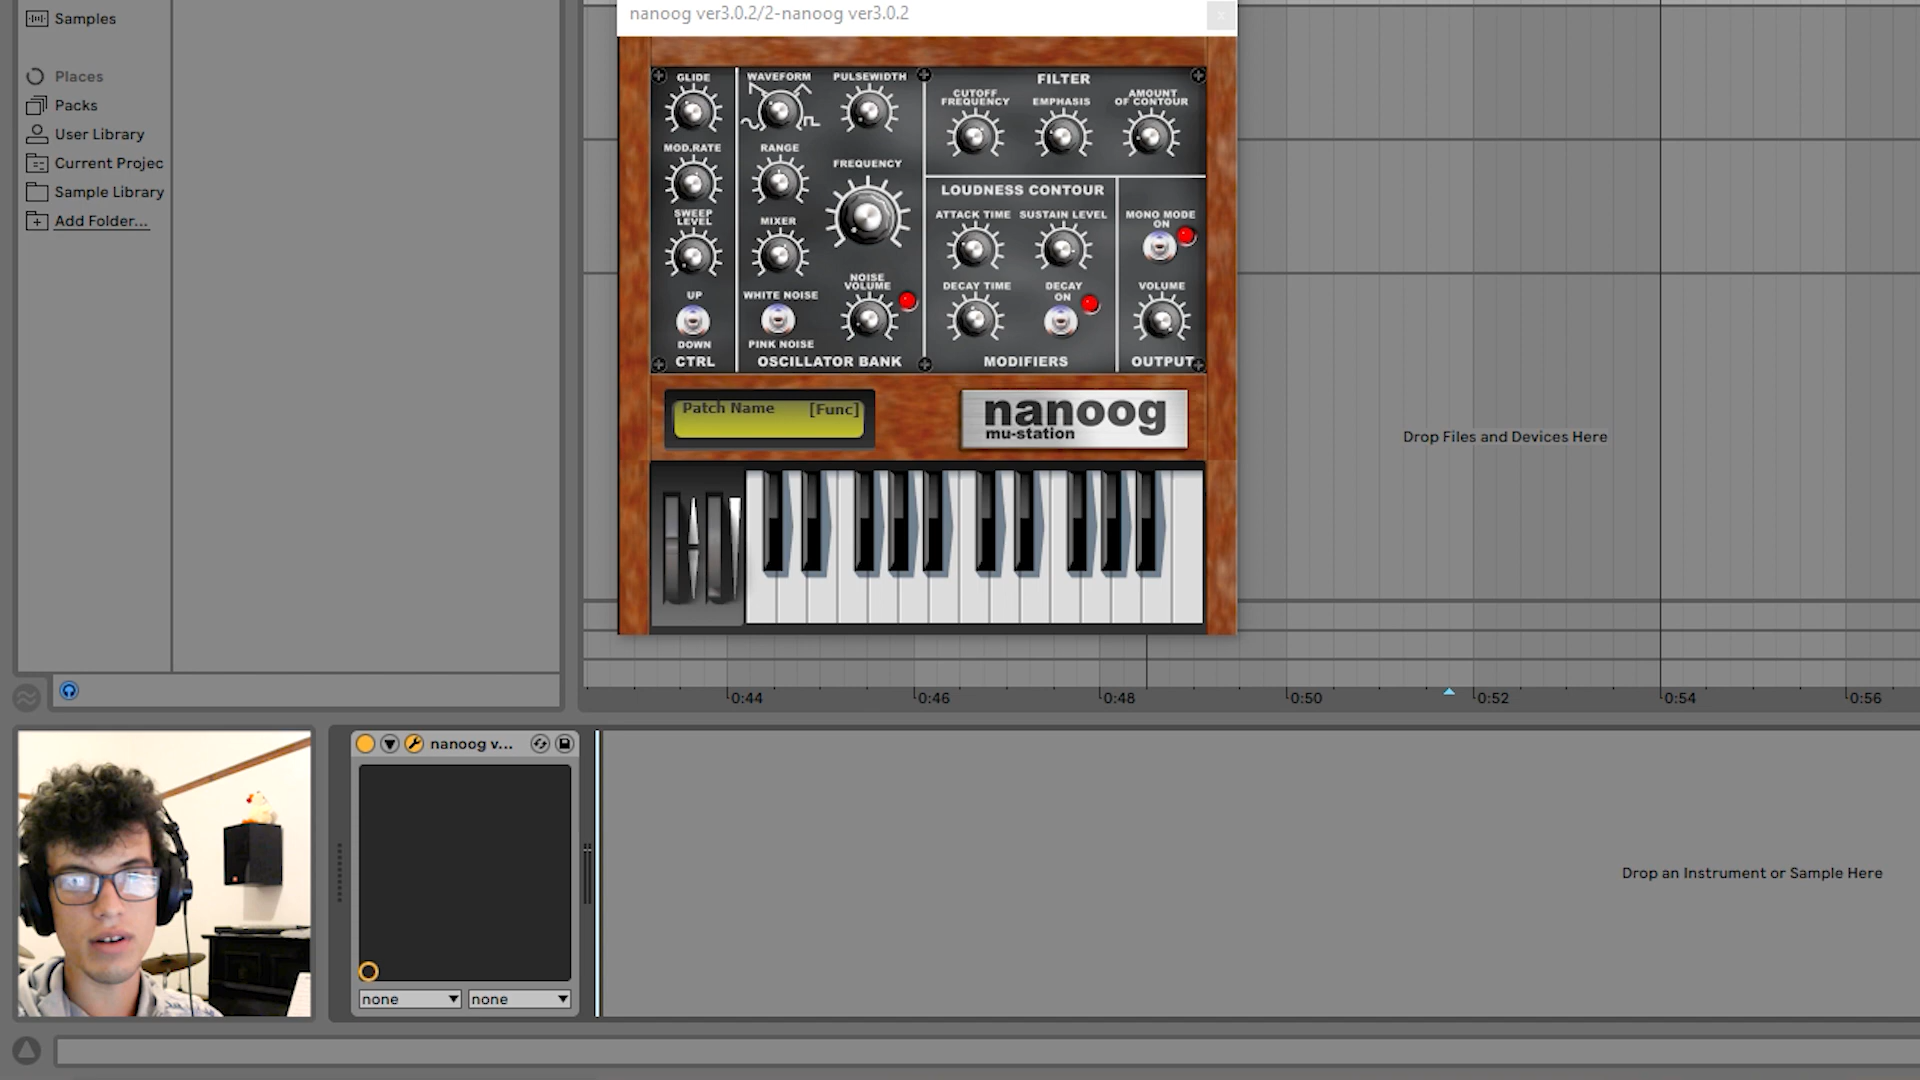 Samples
Places
Packs
User Library
Current Projec
Sample Library
Add Folder...
nanoog ver3.0.2/2-nanoog ver3.0.2
x
GLIDE
MOD.RATE
SWEEP
LEVEL
UP
DOWN
CTRL
WAVEFORM
PULSEWIDTH
RANGE
FREQUENCY
MIXER
NOISE
VOLUME
WHITE NOISE
PINK NOISE
OSCILLATOR BANK
FILTER
CUTOFF
FREQUENCY
EMPHASIS
AMOUNT
OF CONTOUR
LOUDNESS CONTOUR
ATTACK TIME
SUSTAIN LEVEL
DECAY TIME
DECAY
ON
MODIFIERS
MONO MODE
ON
VOLUME
OUTPUT
Patch Name [Func]
nanoog
mu-station
Drop Files and Devices Here
0:44
0:46
0:48
0:50
0:52
0:54
0:56
nanoog v...
none
none
Drop an Instrument or Sample Here